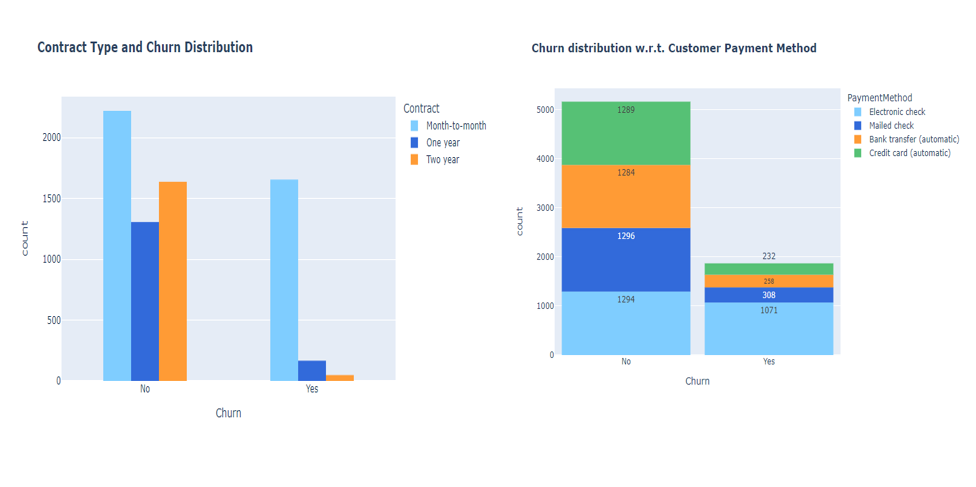 Contract Type and Churn Distribution
Contract
Month-to-month
One year
Two year
count
2000
1500
1000
500
0
No
Yes
Churn
Churn distribution w.r.t. Customer Payment Method
PaymentMethod
Electronic check
Mailed check
Bank transfer (automatic)
Credit card (automatic)
count
5000
4000
3000
2000
1000
0
1289
1284
1296
1294
232
258
308
1071
No
Yes
Churn